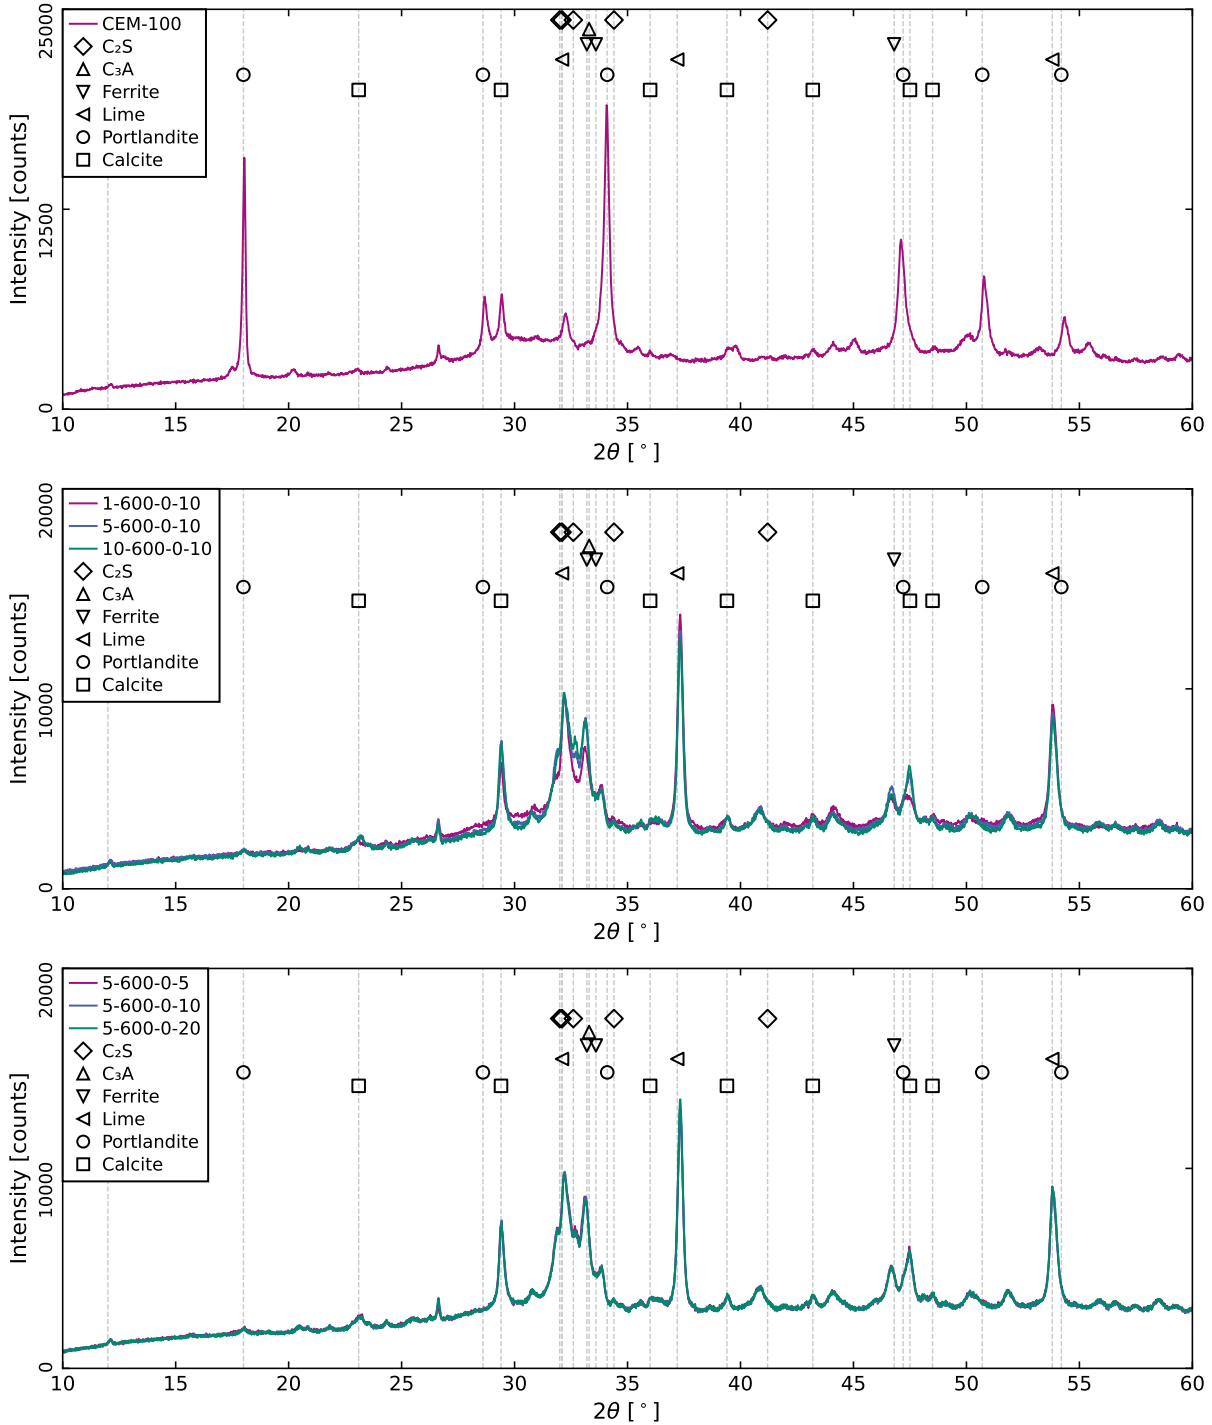 25000
12500
0
Intensity [counts]
CEM-100
C₂S
C₃A
Ferrite
Lime
Portlandite
Calcite
10 15 20 25 30 35 40 45 50 55 60
2θ [°]
20000
10000
0
Intensity [counts]
1-600-0-10
5-600-0-10
10-600-0-10
C₂S
C₃A
Ferrite
Lime
Portlandite
Calcite
10 15 20 25 30 35 40 45 50 55 60
2θ [°]
20000
10000
0
Intensity [counts]
5-600-0-5
5-600-0-10
5-600-0-20
C₂S
C₃A
Ferrite
Lime
Portlandite
Calcite
10 15 20 25 30 35 40 45 50 55 60
2θ [°]